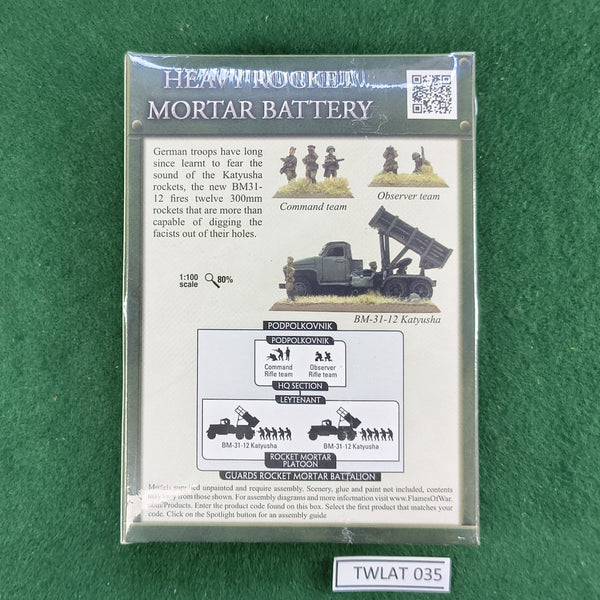 HEAVY ROCKET
MORTAR BATTERY
German troops have long
since learnt to fear the
sound of the Katyusha
rockets, the new BM31-
12 fires twelve 300mm
rockets that are more than
capable of digging the
facists out of their holes.
Command team
Observer team
1:100
scale
80%
BM-31-12 Katyusha
PODPOLKOVNIK
PODPOLKOVNIK
Command
Rifle team
Observer
Rifle team
HQ SECTION
LEYTENANT
BM-31-12 Katyusha
BM-31-12 Katyusha
ROCKET MORTAR
PLATOON
GUARDS ROCKET MORTAR BATTALION
Models supplied unpainted and require assembly. Scenery, glue and paint not included, contents
may vary from those shown. For assembly diagrams and more information visit www.FlamesOfWar.
com/Products. Enter the product code found on this box. Select the first product that matches your
code. Click on the Spotlight button for an assembly guide
TWLAT 035